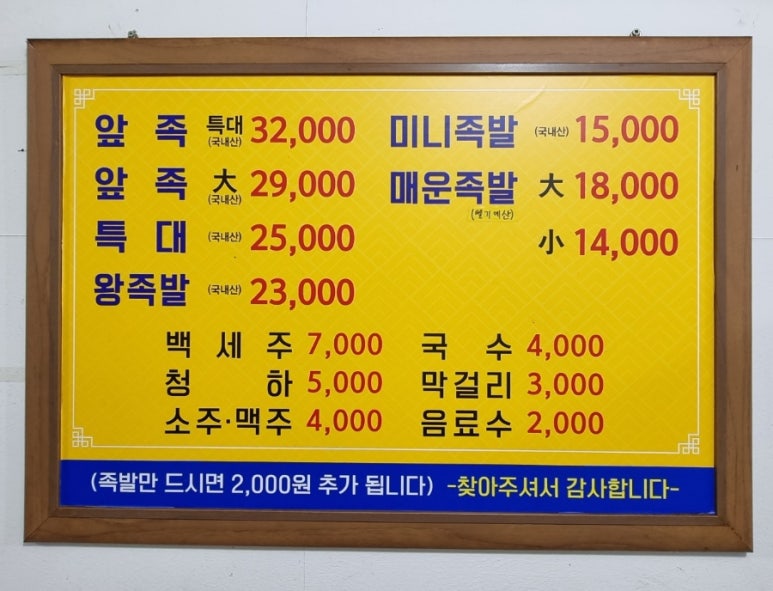 앞 족 특대 (국내산) 32,000
앞 족 大 (국내산) 29,000
특 대 (국내산) 25,000
왕족발 (국내산) 23,000
미니족발 (국내산) 15,000
매운족발 大 18,000
小 14,000
백 세 주 7,000
청 하 5,000
소주·맥주 4,000
국 수 4,000
막걸리 3,000
음료수 2,000
(족발만 드시면 2,000원 추가 됩니다) -찾아주셔서 감사합니다-